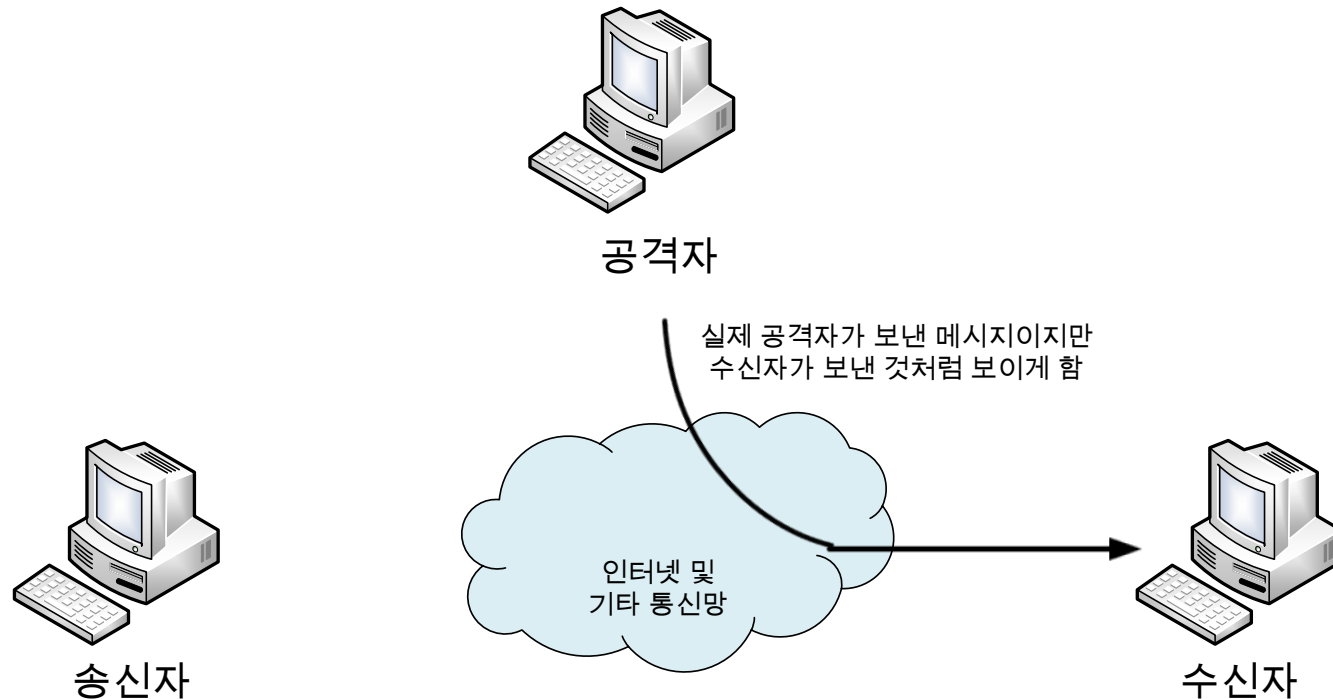 공격자
실제 공격자가 보낸 메시지이지만
수신자가 보낸 것처럼 보이게 함
인터넷 및
기타 통신망
송신자
수신자